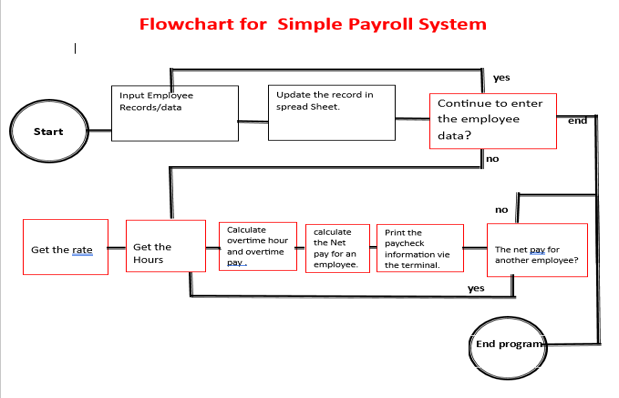 Flowchart for Simple Payroll System
yes
Input Employee
Records/data
Update the record in
spread Sheet.
Continue to enter
the employee
data?
end
Start
no
no
Get the rate
Get the
Hours
Calculate
overtime hour
and overtime
pay .
calculate
the Net
pay for an
employee.
Print the
paycheck
information vie
the terminal.
The net pay for
another employee?
yes
End program